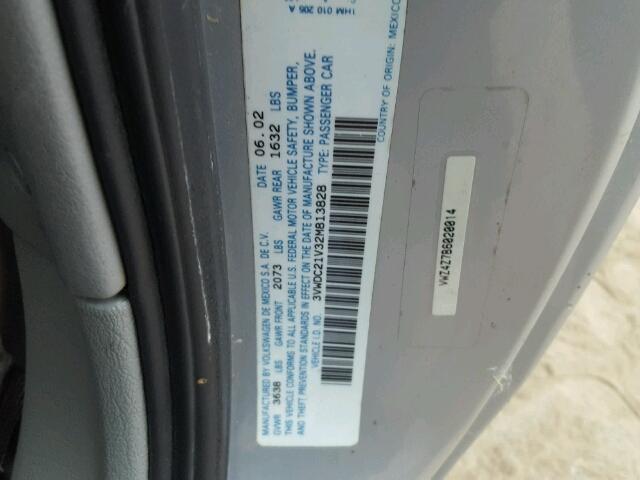 1HM 010 205 A
MANUFACTURED BY VOLKSWAGEN DE MEXICO S.A. DE C.V. DATE 06.02
GVWR 3638 LBS GAWR FRONT 2073 LBS GAWR REAR 1632 LBS
THIS VEHICLE CONFORMS TO ALL APPLICABLE U.S. FEDERAL MOTOR VEHICLE SAFETY, BUMPER,
AND THEFT PREVENTION STANDARDS IN EFFECT ON THE DATE OF MANUFACTURE SHOWN ABOVE.
VEHICLE I.D. NO. 3VWDC21V32M813828 TYPE: PASSENGER CAR
COUNTRY OF ORIGIN: MEXICO
VWZ4Z7B6020014